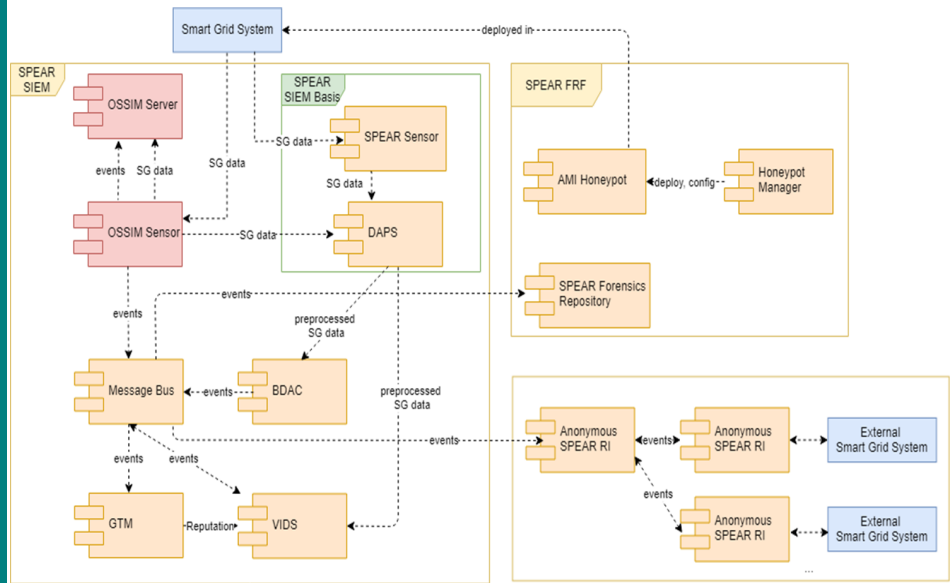 Smart Grid System
deployed in
SPEAR
SIEM
SPEAR
SIEM Basis
SPEAR FRF
OSSIM Server
SPEAR Sensor
SG data
events
SG data
SG data
SG data
AMI Honeypot
deploy, config
Honeypot
Manager
OSSIM Sensor
SG data
DAPS
SPEAR Forensics
Repository
events
events
preprocessed
SG data
Message Bus
events
BDAC
preprocessed
SG data
events
Anonymous
SPEAR RI
events
Anonymous
SPEAR RI
External
Smart Grid System
events
events
events
GTM
Reputation
VIDS
Anonymous
SPEAR RI
External
Smart Grid System
...